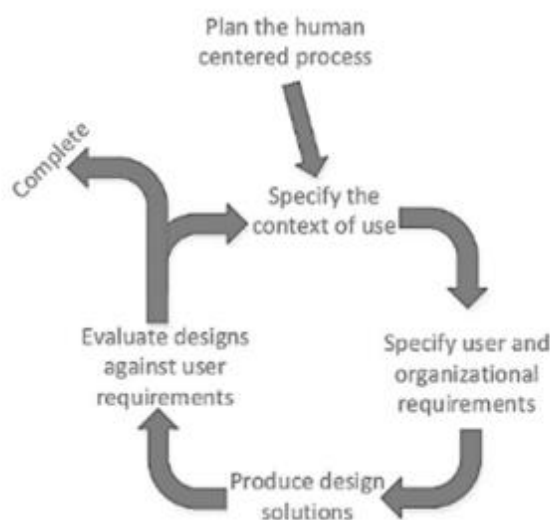 Plan the human
centered process
Complete
Specify the
context of use
Evaluate designs
against user
requirements
Specify user and
organizational
requirements
Produce design
solutions